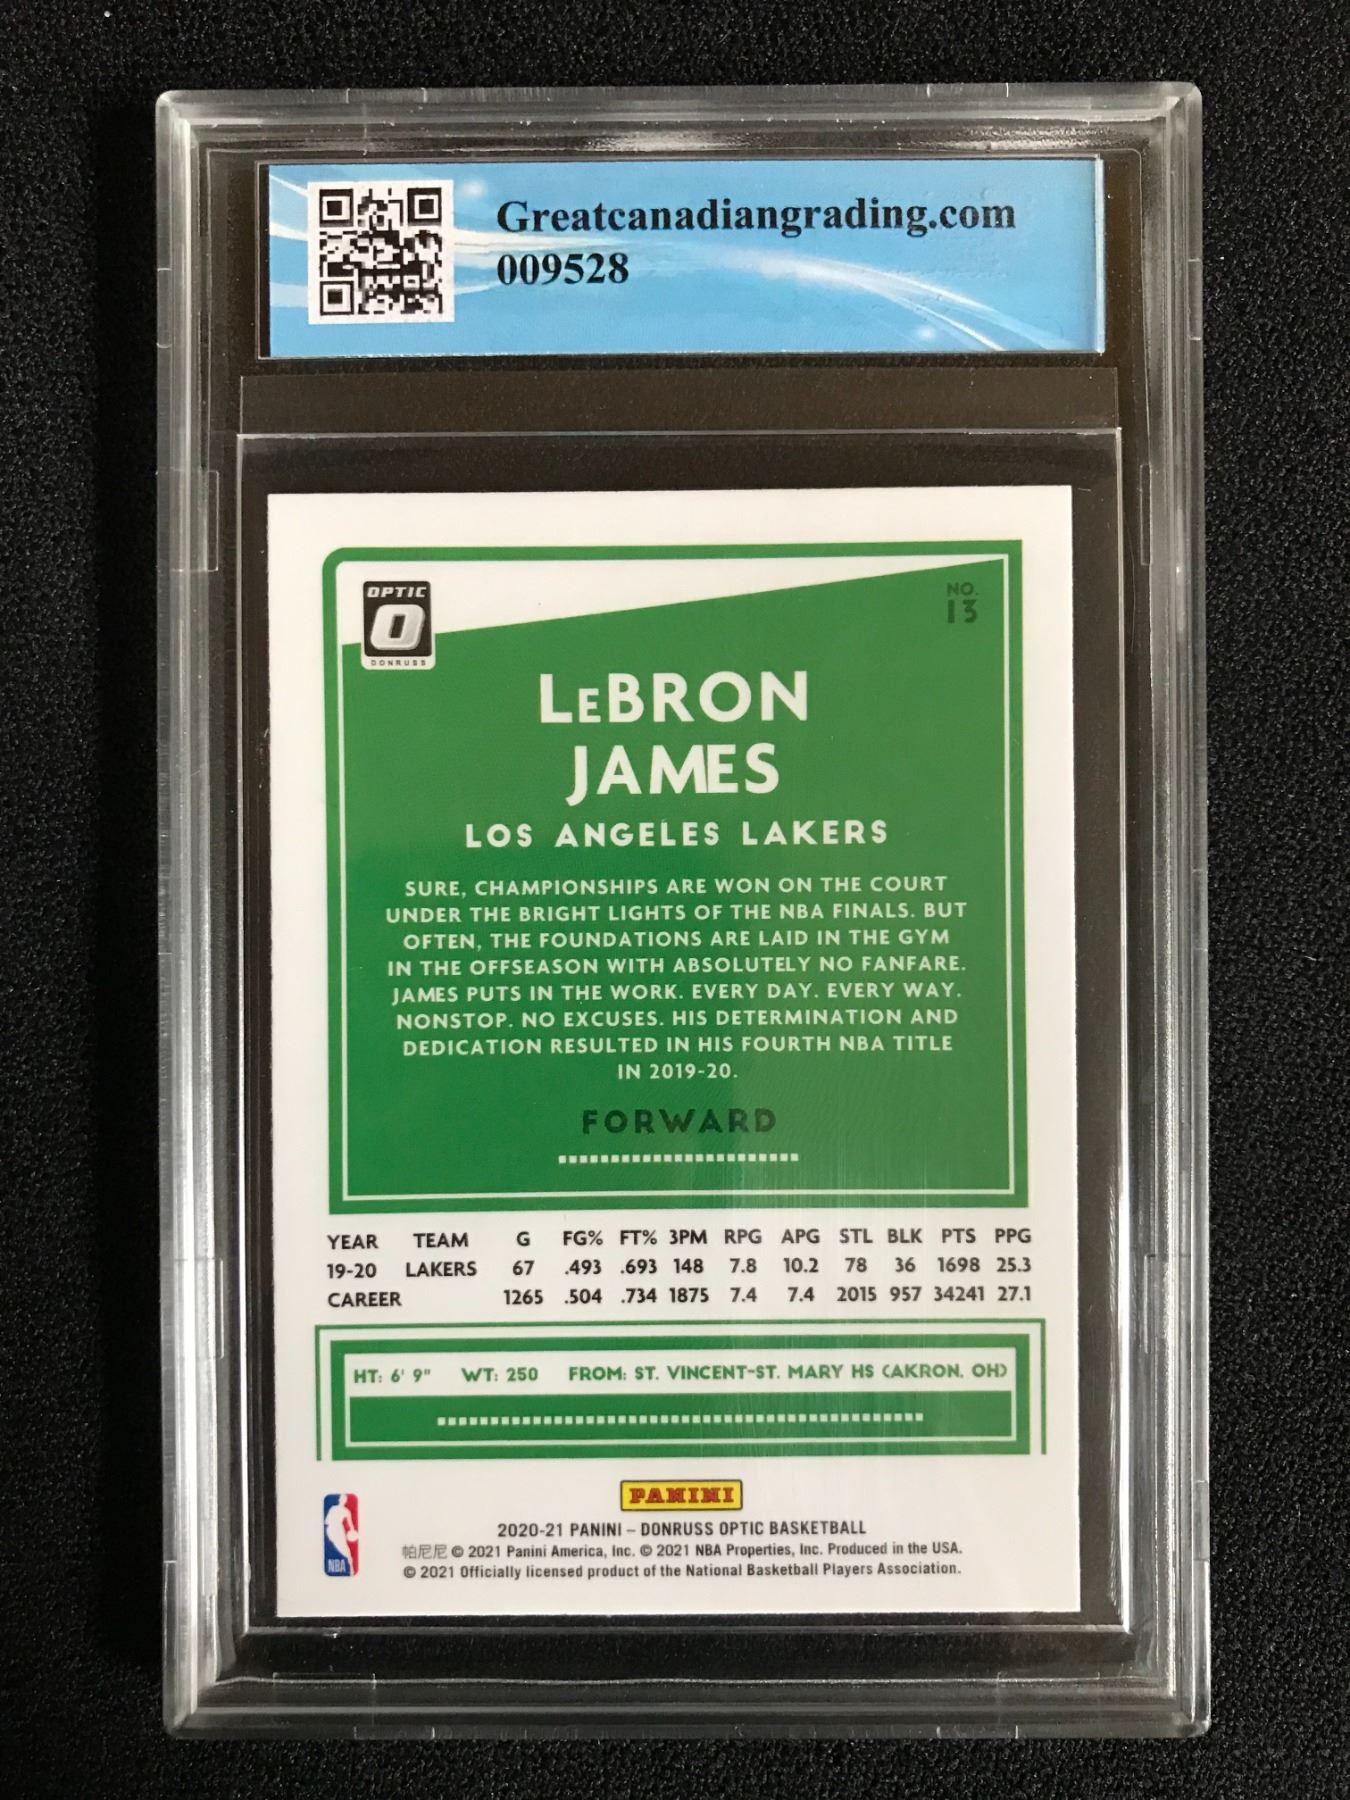 Greatcanadiangrading.com
009528
OPTIC
O
DONRUSS
NO.
13
LEBRON
JAMES
LOS ANGELES LAKERS
SURE, CHAMPIONSHIPS ARE WON ON THE COURT
UNDER THE BRIGHT LIGHTS OF THE NBA FINALS. BUT
OFTEN, THE FOUNDATIONS ARE LAID IN THE GYM
IN THE OFFSEASON WITH ABSOLUTELY NO FANFARE.
JAMES PUTS IN THE WORK. EVERY DAY. EVERY WAY.
NONSTOP. NO EXCUSES. HIS DETERMINATION AND
DEDICATION RESULTED IN HIS FOURTH NBA TITLE
IN 2019-20.
FORWARD
YEAR TEAM G FG% FT% 3PM RPG APG STL BLK PTS PPG
19-20 LAKERS 67 .493 .693 148 7.8 10.2 78 36 1698 25.3
CAREER 1265 .504 .734 1875 7.4 7.4 2015 957 34241 27.1
HT: 6' 9" WT: 250 FROM: ST. VINCENT-ST. MARY HS (AKRON, OH)
PANINI
NBA
2020-21 PANINI – DONRUSS OPTIC BASKETBALL
帕尼尼 © 2021 Panini America, Inc. © 2021 NBA Properties, Inc. Produced in the USA.
© 2021 Officially licensed product of the National Basketball Players Association.